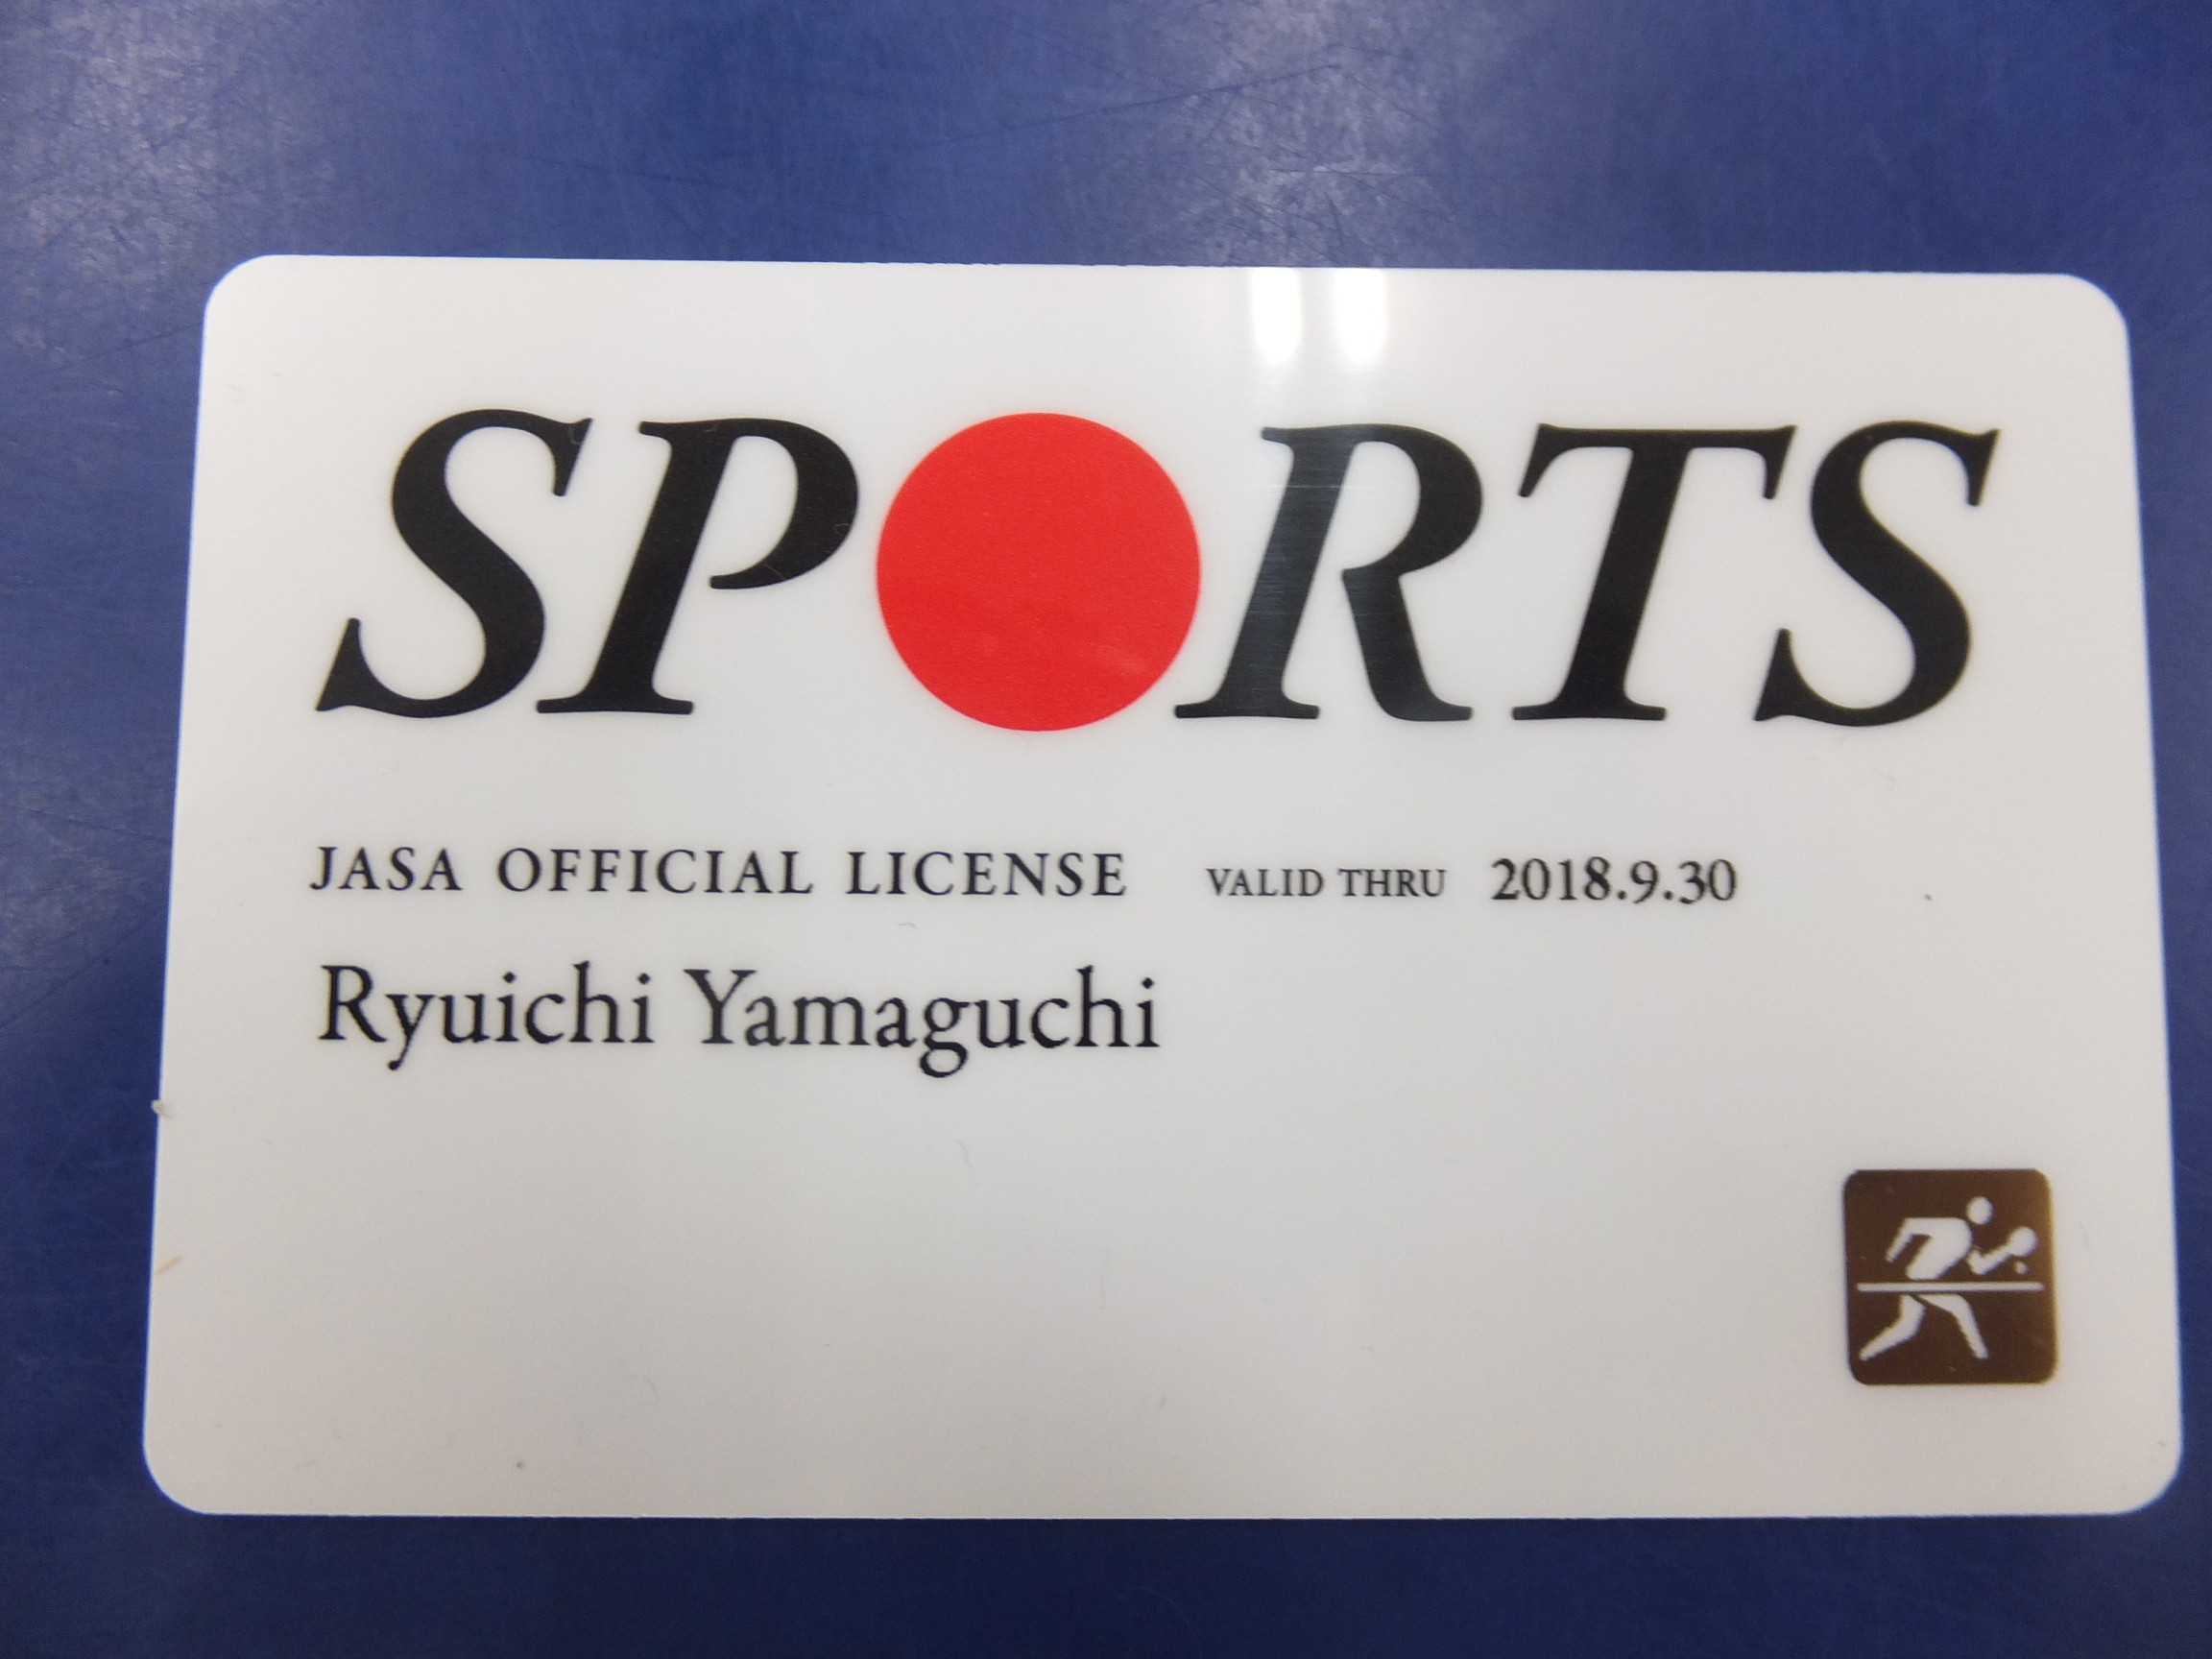 SPORTS
JASA OFFICIAL LICENSE VALID THRU 2018.9.30
Ryuichi Yamaguchi